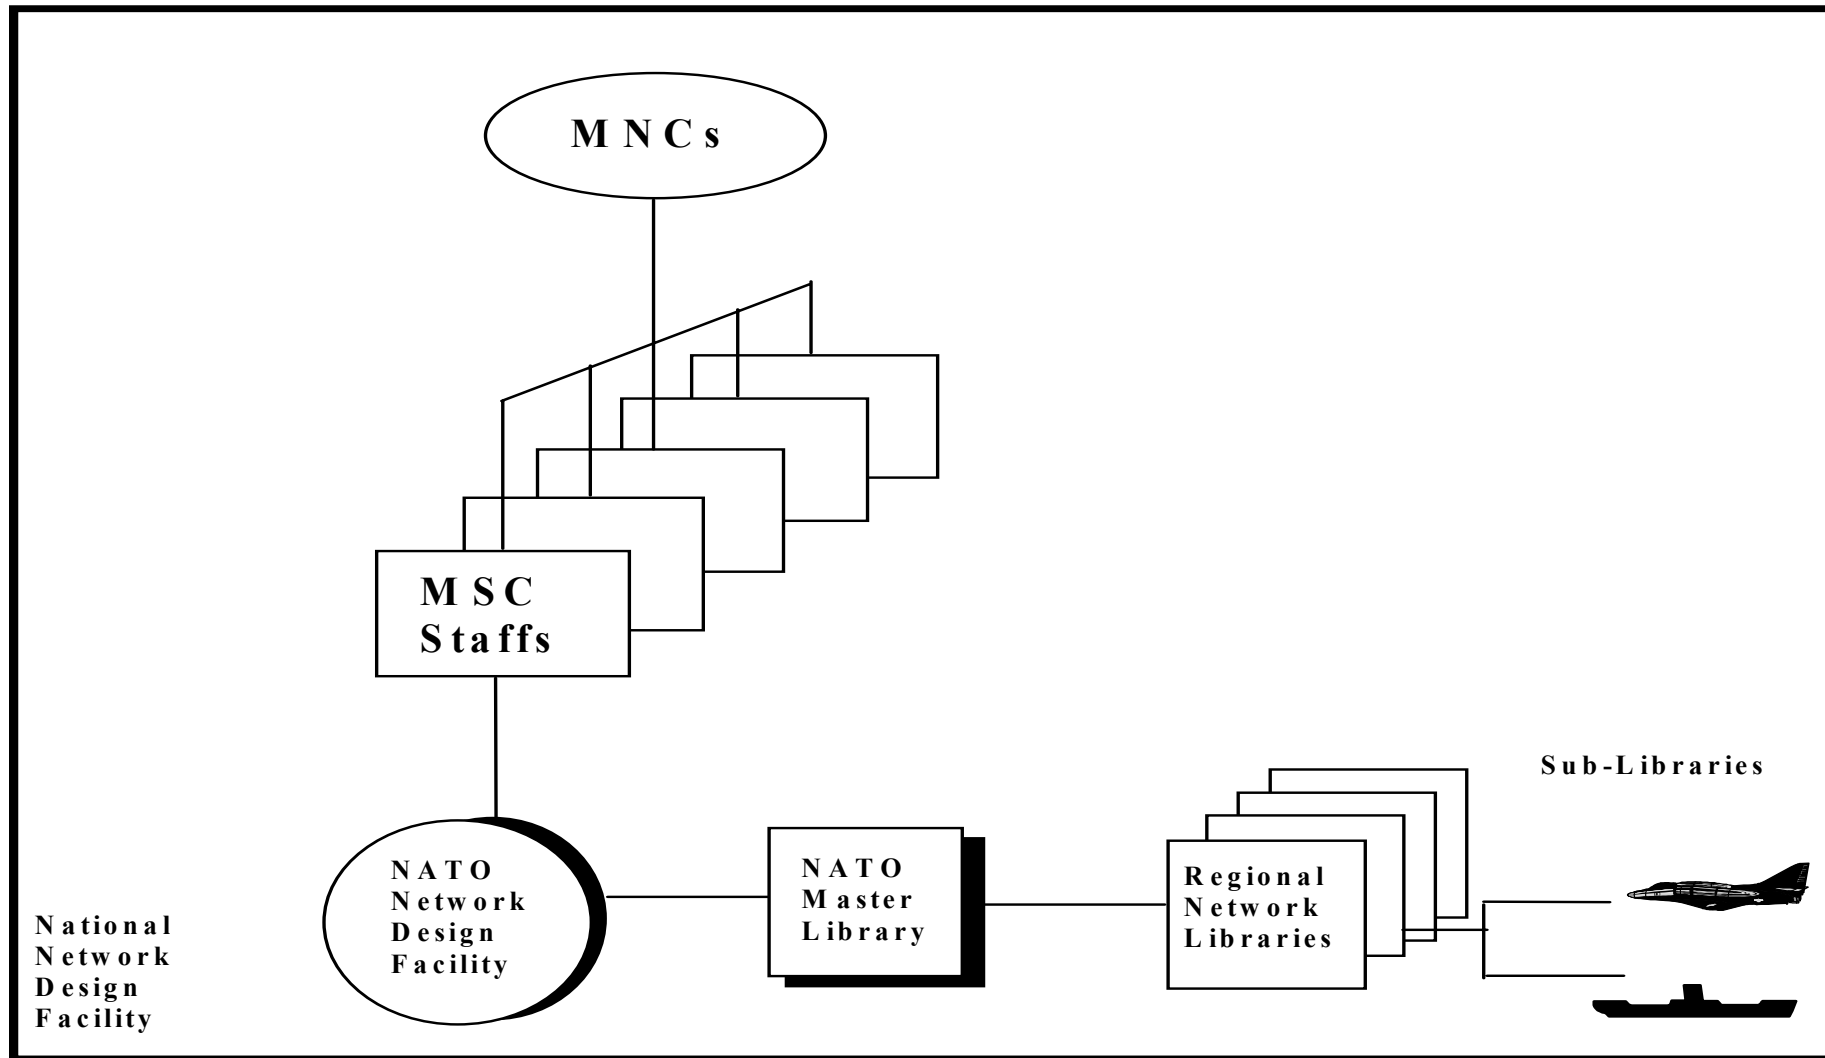 MNCs
MSC
Staffs
Sub-Libraries
NATO
Network
Design
Facility
NATO
Master
Library
Regional
Network
Libraries
National
Network
Design
Facility